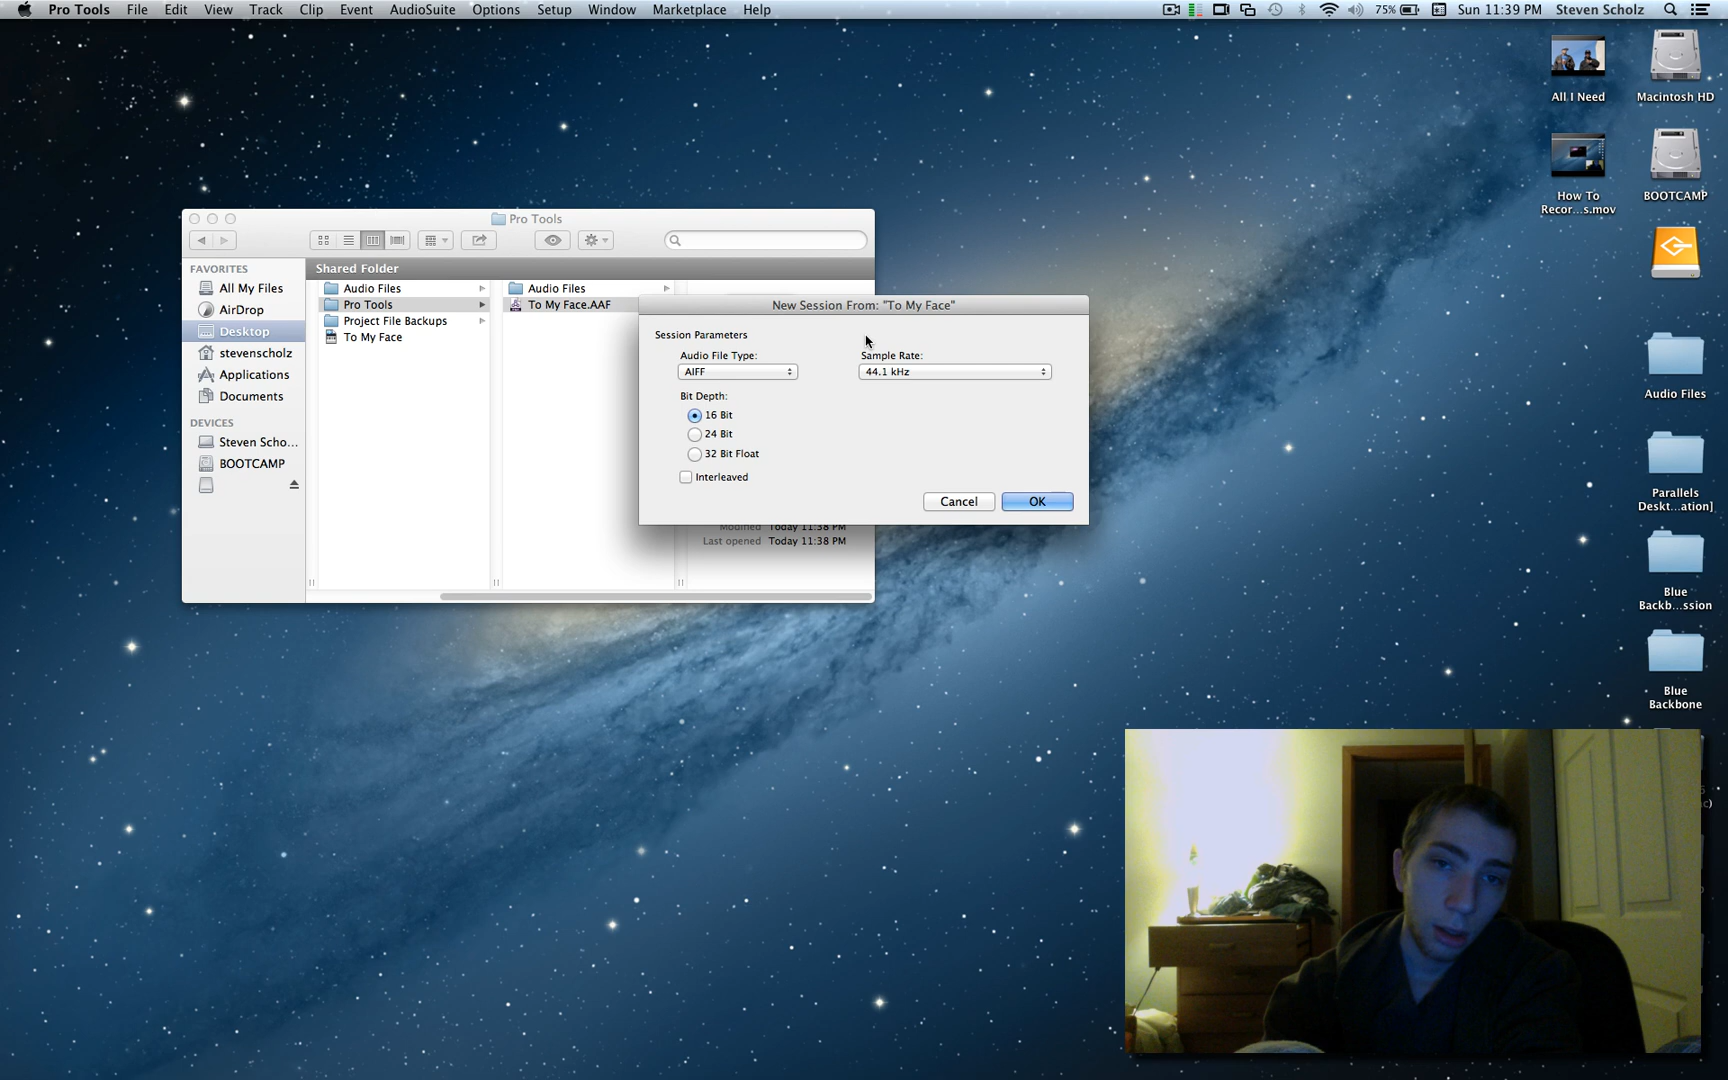 Pro Tools File Edit View Track Clip Event AudioSuite Options Setup Window Marketplace Help
75% Sun 11:39 PM Steven Scholz
Pro Tools
FAVORITES
All My Files
AirDrop
Desktop
stevenscholz
Applications
Documents
DEVICES
Steven Scho...
BOOTCAMP
Shared Folder
Audio Files
Pro Tools
Project File Backups
To My Face
Audio Files
To My Face.AAF
Modified Today 11:38 PM
Last opened Today 11:38 PM
New Session From: "To My Face"
Session Parameters
Audio File Type:
AIFF
Sample Rate:
44.1 kHz
Bit Depth:
16 Bit
24 Bit
32 Bit Float
Interleaved
Cancel OK
All I Need
Macintosh HD
How To
Recor...s.mov
BOOTCAMP
Audio Files
Parallels
Deskt...ation]
Blue
Backb...ssion
Blue
Backbone